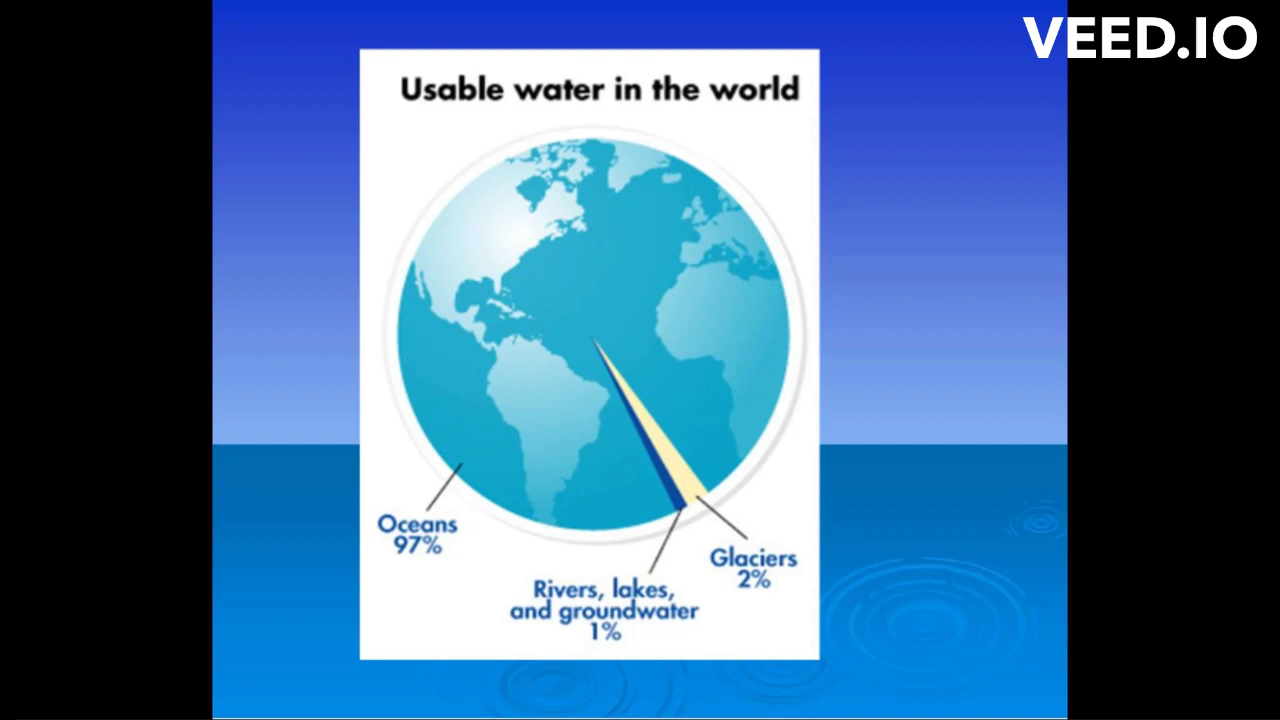 VEED.IO
Usable water in the world
Oceans
97%
Glaciers
2%
Rivers, lakes,
and groundwater
1%